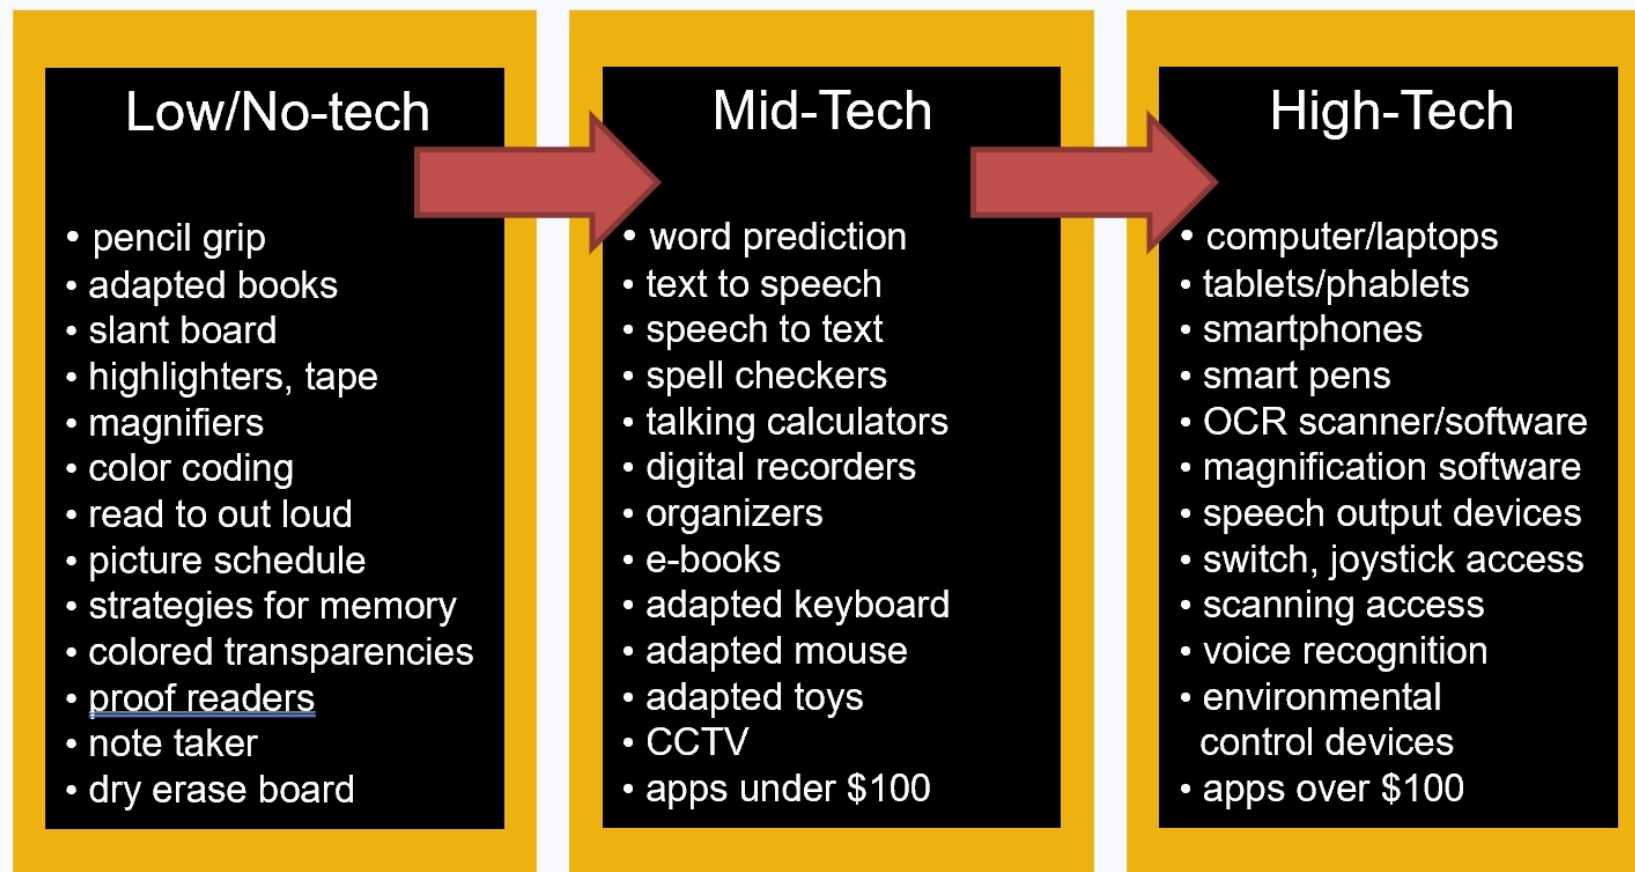 Low/No-tech
• pencil grip
• adapted books
• slant board
• highlighters, tape
• magnifiers
• color coding
• read to out loud
• picture schedule
• strategies for memory
• colored transparencies
• proof readers
• note taker
• dry erase board
Mid-Tech
• word prediction
• text to speech
• speech to text
• spell checkers
• talking calculators
• digital recorders
• organizers
• e-books
• adapted keyboard
• adapted mouse
• adapted toys
• CCTV
• apps under $100
High-Tech
• computer/laptops
• tablets/phablets
• smartphones
• smart pens
• OCR scanner/software
• magnification software
• speech output devices
• switch, joystick access
• scanning access
• voice recognition
• environmental
control devices
• apps over $100